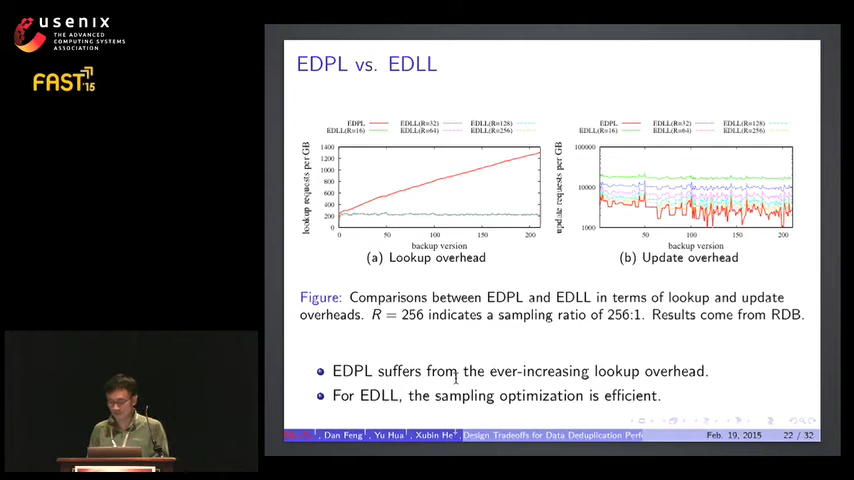 usenix
THE ADVANCED
COMPUTING SYSTEMS
ASSOCIATION
FAST '15
EDPL vs. EDLL
EDPL
EDLL(R=16)
EDLL(R=32)
EDLL(R=64)
EDLL(R=128)
EDLL(R=256)
lookup requests per GB
1400
1200
1000
800
600
400
200
0
0 50 100 150 200
backup version
(a) Lookup overhead
EDPL
EDLL(R=16)
EDLL(R=32)
EDLL(R=64)
EDLL(R=128)
EDLL(R=256)
update requests per GB
100000
10000
1000
0 50 100 150 200
backup version
(b) Update overhead
Figure: Comparisons between EDPL and EDLL in terms of lookup and update
overheads. R = 256 indicates a sampling ratio of 256:1. Results come from RDB.
EDPL suffers from the ever-increasing lookup overhead.
For EDLL, the sampling optimization is efficient.
, Dan Feng†, Yu Hua†, Xubin He‡, Design Tradeoffs for Data Deduplication Perf Feb. 19, 2015 22 / 32